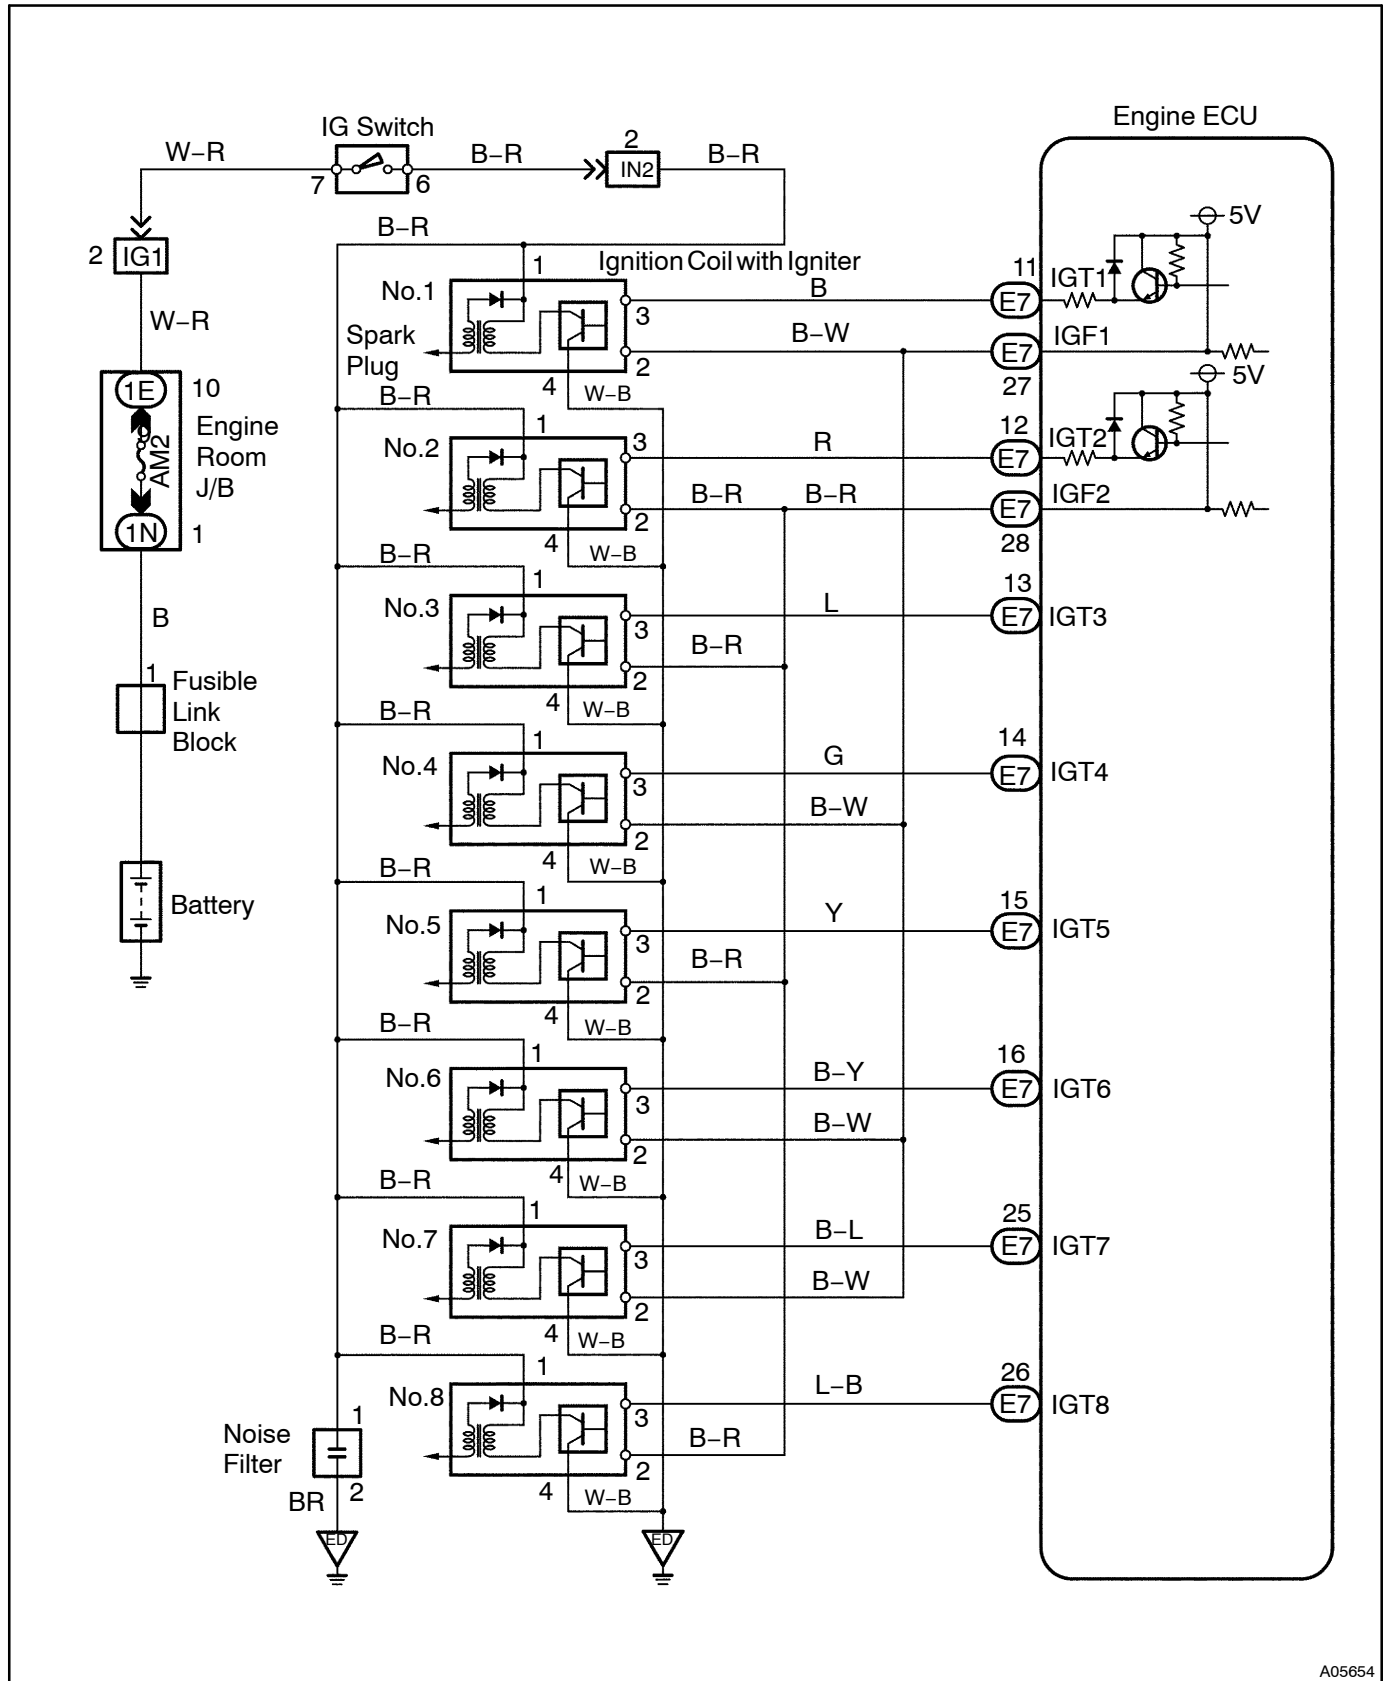 Engine ECU
IG Switch
W-R
7
6
B-R
2
IN2
B-R
B-R
2
IG1
W-R
1E
10
AM2
Engine
Room
J/B
1N
1
B
1
Fusible
Link
Block
Battery
Ignition Coil with Igniter
No.1
1
Spark
Plug
3
B
11
E7
IGT1
5V
2
B-W
E7
27
IGF1
4
W-B
B-R
No.2
1
3
R
12
E7
IGT2
5V
2
B-R
B-R
E7
28
IGF2
4
W-B
B-R
No.3
1
3
L
13
E7
IGT3
2
B-R
4
W-B
B-R
No.4
1
3
G
14
E7
IGT4
2
B-W
4
W-B
B-R
No.5
1
3
Y
15
E7
IGT5
2
B-R
4
W-B
B-R
No.6
1
3
B-Y
16
E7
IGT6
2
B-W
4
W-B
B-R
No.7
1
3
B-L
25
E7
IGT7
2
B-W
4
W-B
B-R
No.8
1
3
L-B
26
E7
IGT8
2
B-R
4
W-B
Noise
Filter
1
2
BR
ED
ED
A05654